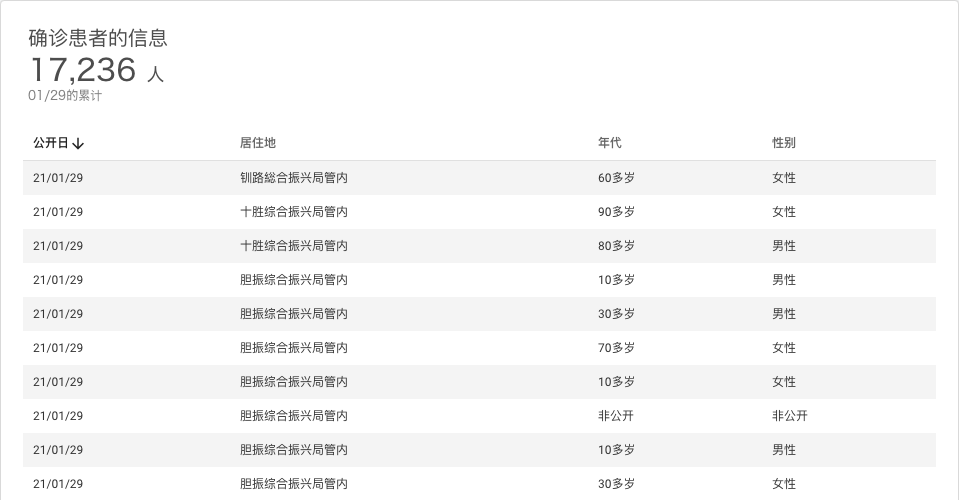 确诊患者的信息
17,236 人
01/29的累计
公开日↓ 居住地 年代 性别
21/01/29 钏路総合振兴局管内 60多岁 女性
21/01/29 十胜综合振兴局管内 90多岁 女性
21/01/29 十胜综合振兴局管内 80多岁 男性
21/01/29 胆振综合振兴局管内 10多岁 男性
21/01/29 胆振综合振兴局管内 30多岁 男性
21/01/29 胆振综合振兴局管内 70多岁 女性
21/01/29 胆振综合振兴局管内 10多岁 女性
21/01/29 胆振综合振兴局管内 非公开 非公开
21/01/29 胆振综合振兴局管内 10多岁 男性
21/01/29 胆振综合振兴局管内 30多岁 女性